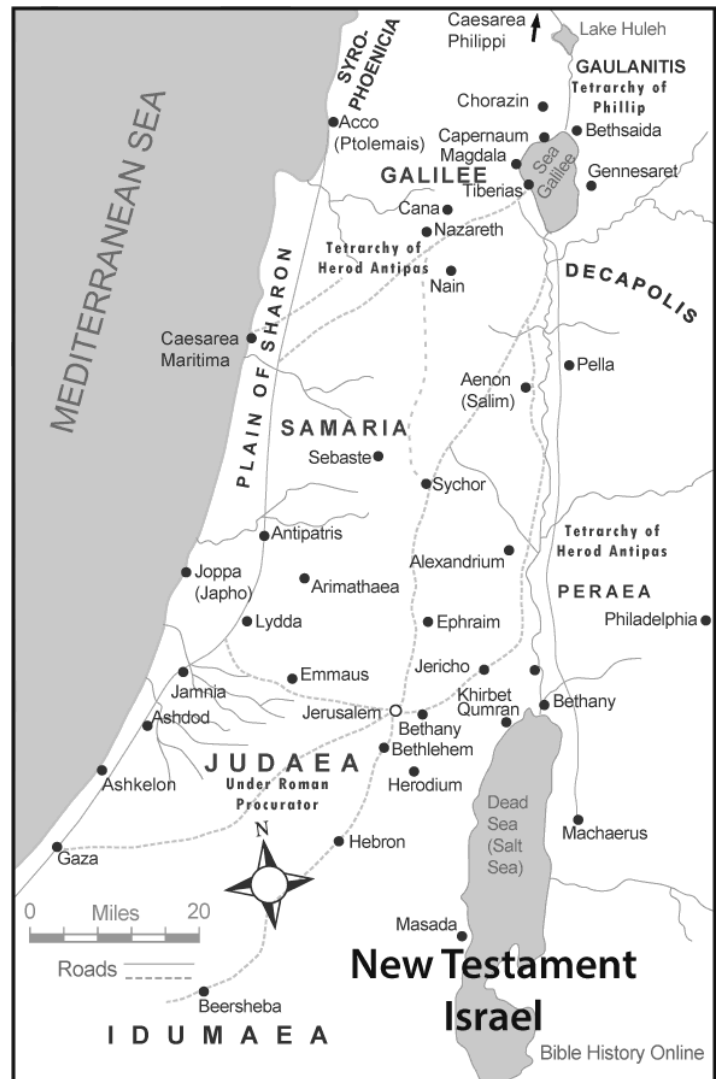 Caesarea
Philippi
Lake Huleh
SYRO-
PHOENICIA
GAULANITIS
Tetrarchy of
Phillip
MEDITERRANEAN SEA
Chorazin
Acco
(Ptolemais)
Capernaum
Bethsaida
Magdala
Sea
Galilee
GALILEE
Gennesaret
Tiberias
Cana
Nazareth
Tetrarchy of
Herod Antipas
Nain
DECAPOLIS
PLAIN OF SHARON
Caesarea
Maritima
Pella
Aenon
(Salim)
SAMARIA
Sebaste
Sychor
Antipatris
Tetrarchy of
Herod Antipas
Alexandrium
Joppa
(Japho)
Arimathaea
PERAEA
Lydda
Ephraim
Philadelphia
Emmaus
Jericho
Jamnia
Khirbet
Qumran
Bethany
Jerusalem
Bethany
Ashdod
Bethlehem
JUDAEA
Under Roman
Procurator
Ashkelon
Herodium
Dead
Sea
(Salt
Sea)
Machaerus
N
Hebron
Gaza
0 Miles 20
Masada
Roads
New Testament
Israel
Beersheba
IDUMAEA
Bible History Online